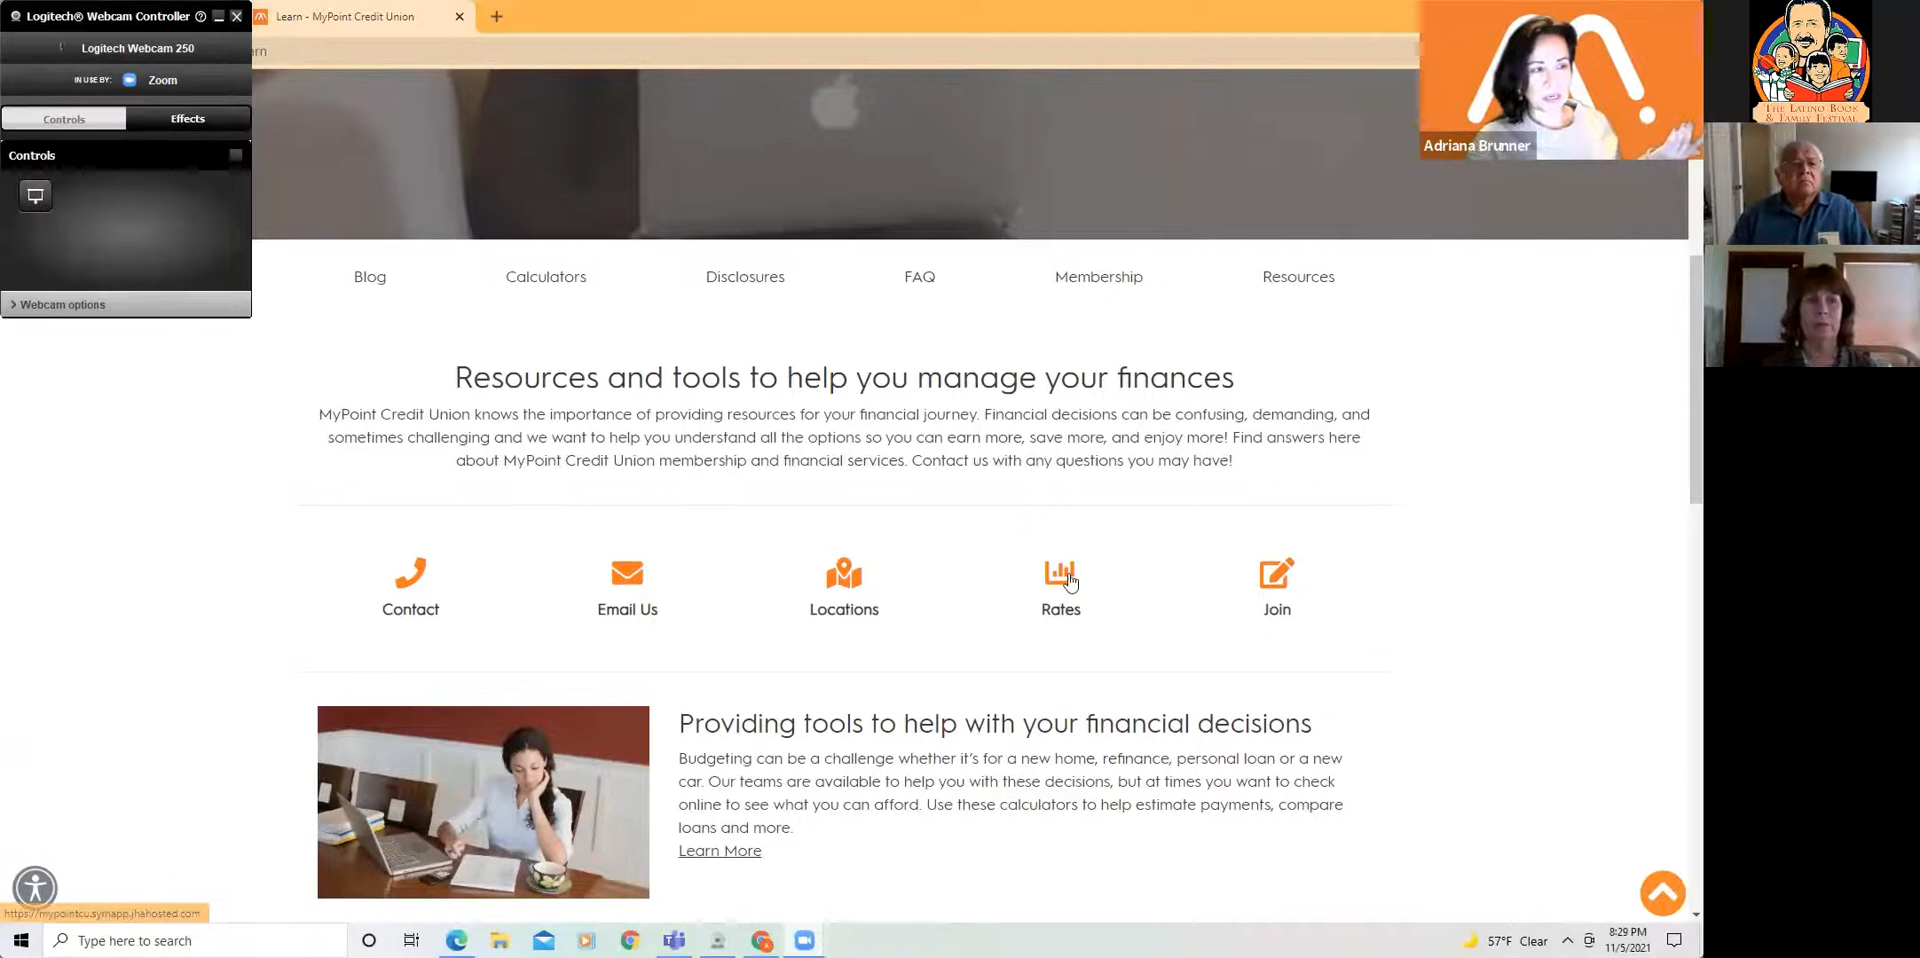 Logitech® Webcam Controller
Logitech Webcam 250
IN USE BY: Zoom
Controls Effects
Controls
Webcam options
Learn - MyPoint Credit Union
arn
Adriana Brunner
THE LATINO BOOK
& FAMILY FESTIVAL
Blog Calculators Disclosures FAQ Membership Resources
Resources and tools to help you manage your finances
MyPoint Credit Union knows the importance of providing resources for your financial journey. Financial decisions can be confusing, demanding, and
sometimes challenging and we want to help you understand all the options so you can earn more, save more, and enjoy more! Find answers here
about MyPoint Credit Union membership and financial services. Contact us with any questions you may have!
Contact Email Us Locations Rates Join
Providing tools to help with your financial decisions
Budgeting can be a challenge whether it's for a new home, refinance, personal loan or a new
car. Our teams are available to help you with these decisions, but at times you want to check
online to see what you can afford. Use these calculators to help estimate payments, compare
loans and more.
Learn More
https://mypointcu.symapp.jhahosted.com
Type here to search
57°F Clear
8:29 PM
11/5/2021